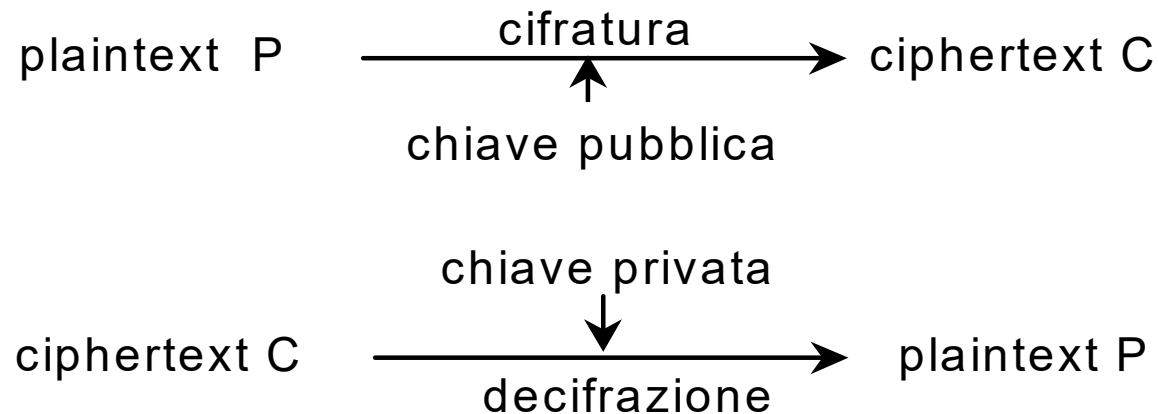 cifratura
plaintext P
ciphertext C
chiave pubblica
chiave privata
ciphertext C
plaintext P
decifrazione